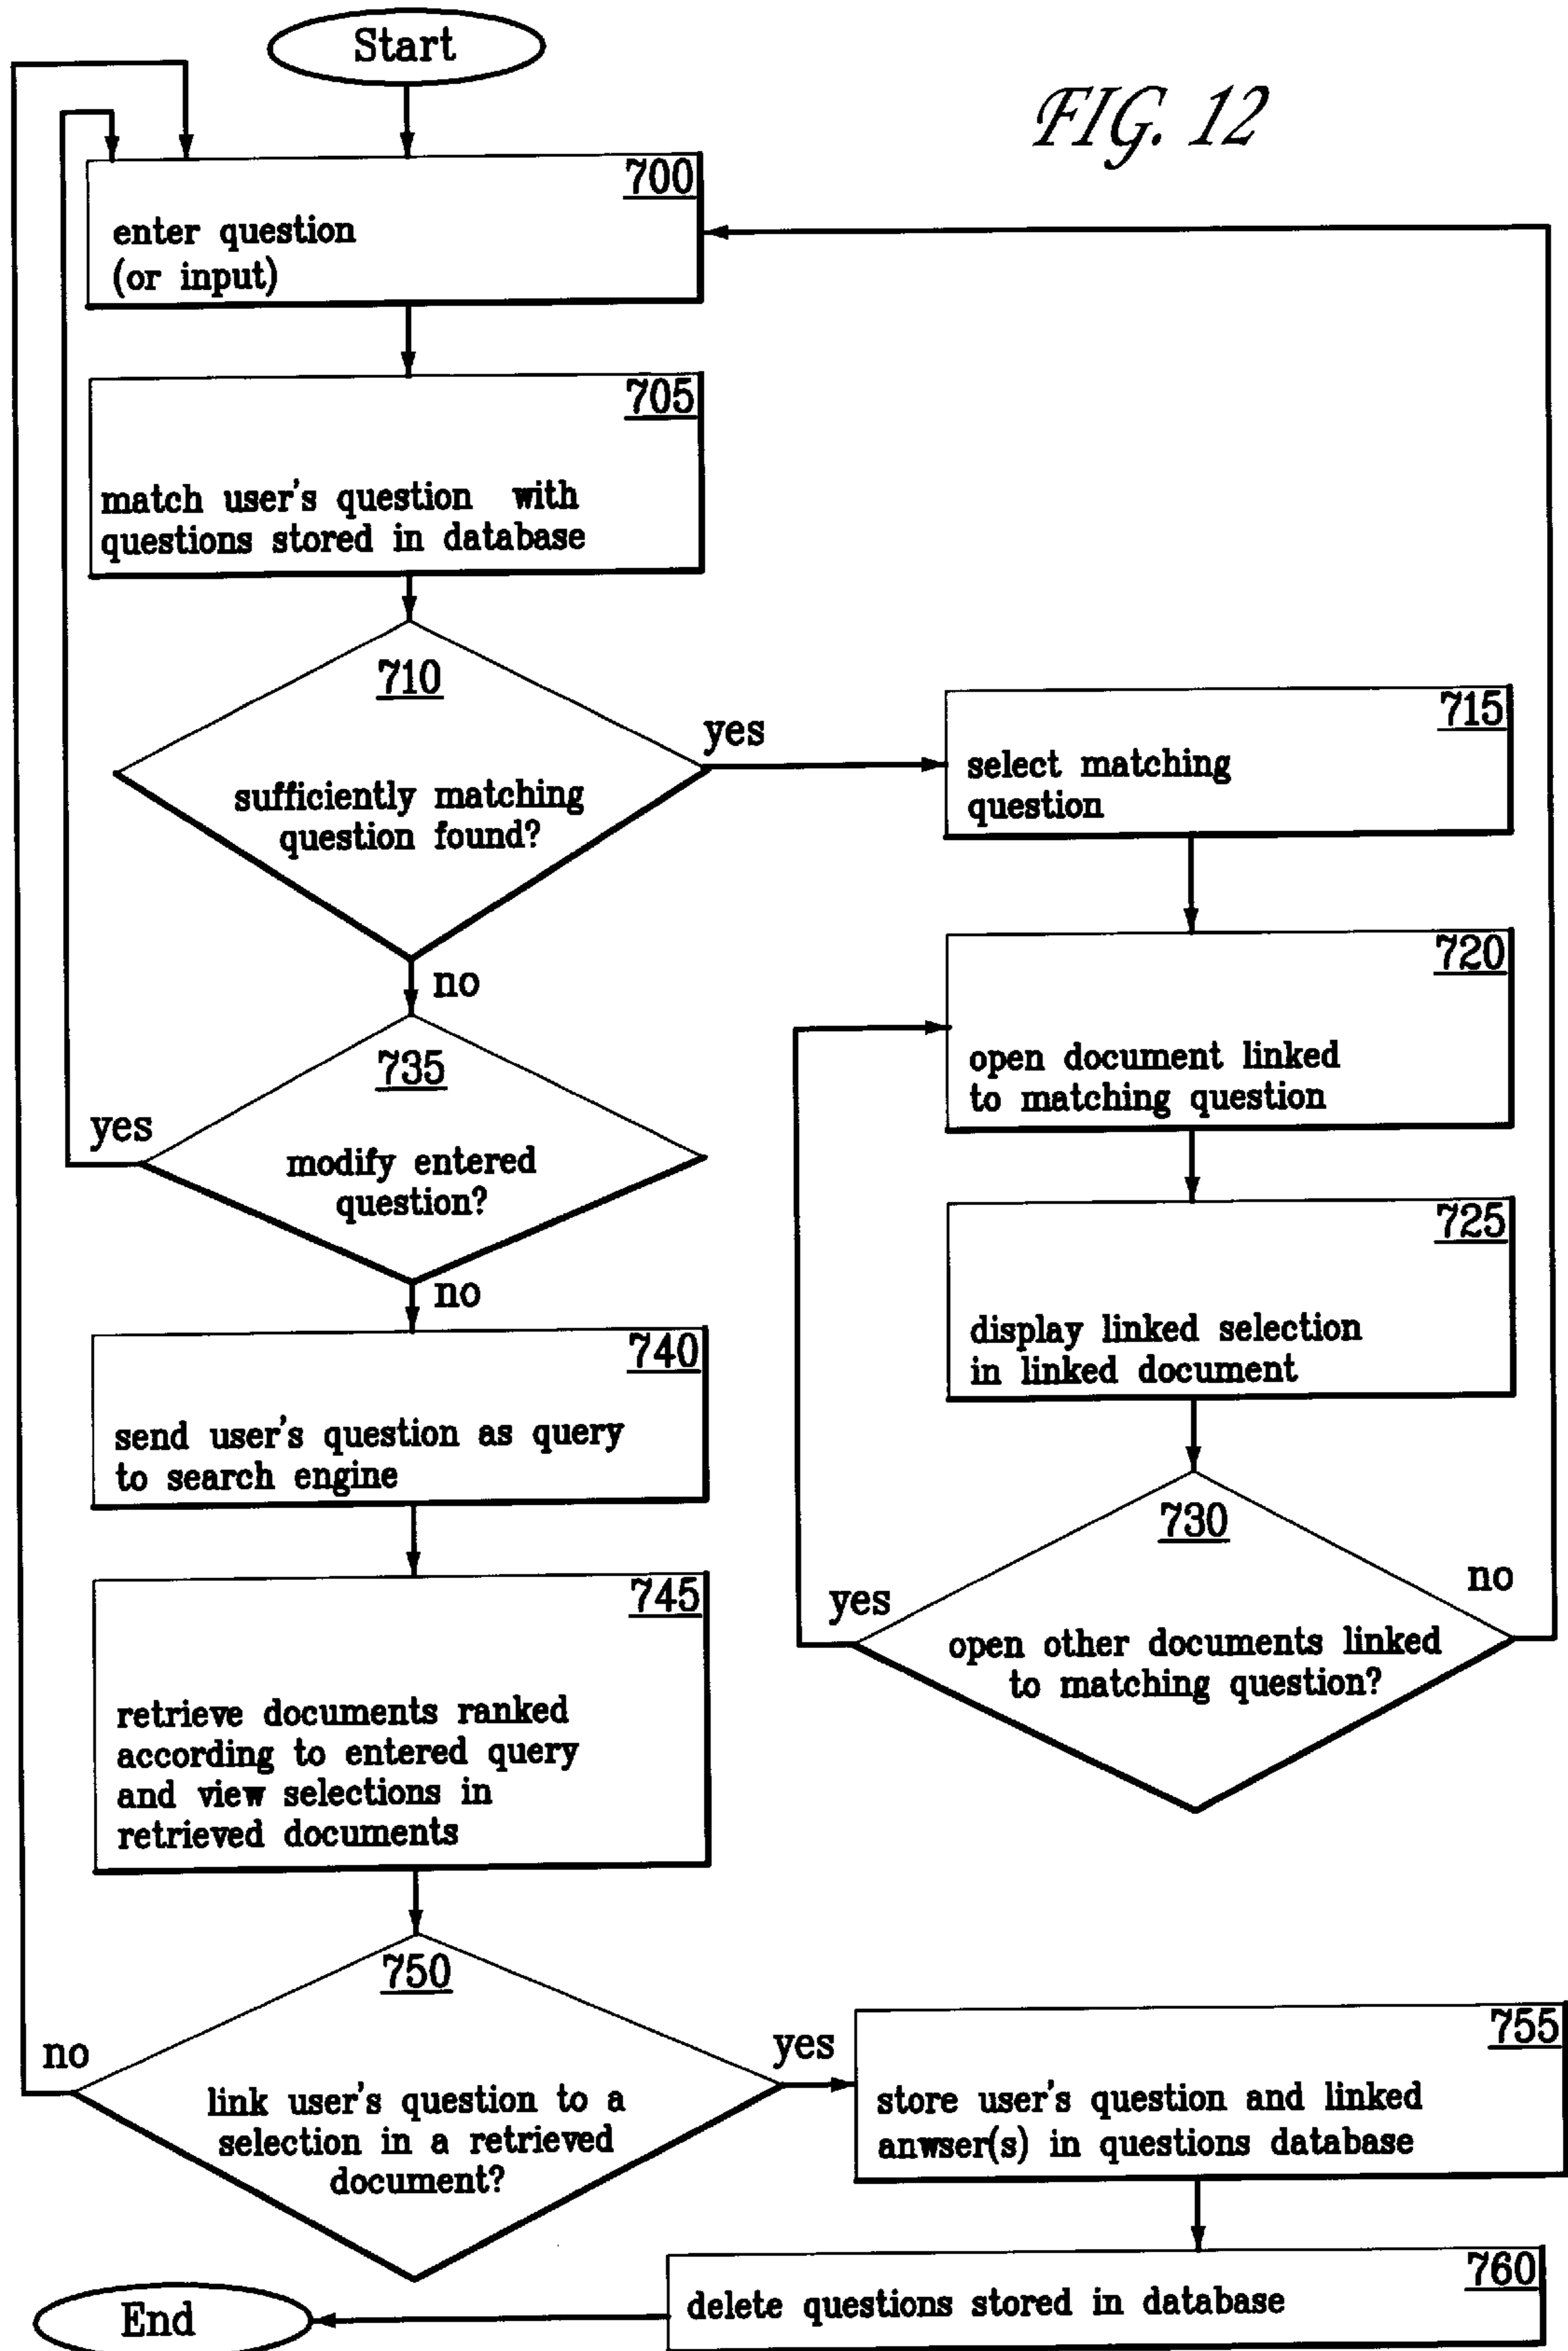 Start
FIG. 12
700
enter question
(or input)
705
match user's question with
questions stored in database
710
sufficiently matching
question found?
yes
715
select matching
question
no
720
open document linked
to matching question
735
modify entered
question?
yes
no
725
display linked selection
in linked document
740
send user's question as query
to search engine
730
open other documents linked
to matching question?
yes
no
745
retrieve documents ranked
according to entered query
and view selections in
retrieved documents
750
link user's question to a
selection in a retrieved
document?
no
yes
755
store user's question and linked
anwser(s) in questions database
760
delete questions stored in database
End